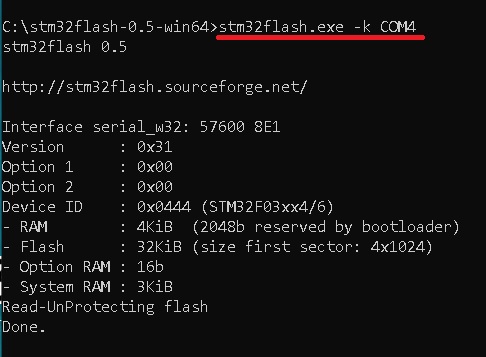 C:\stm32flash-0.5-win64>stm32flash.exe -k COM4
stm32flash 0.5
http://stm32flash.sourceforge.net/
Interface serial_w32: 57600 8E1
Version      : 0x31
Option 1     : 0x00
Option 2     : 0x00
Device ID    : 0x0444 (STM32F03xx4/6)
- RAM        : 4KiB  (2048b reserved by bootloader)
- Flash      : 32KiB (size first sector: 4x1024)
- Option RAM : 16b
- System RAM : 3KiB
Read-UnProtecting flash
Done.